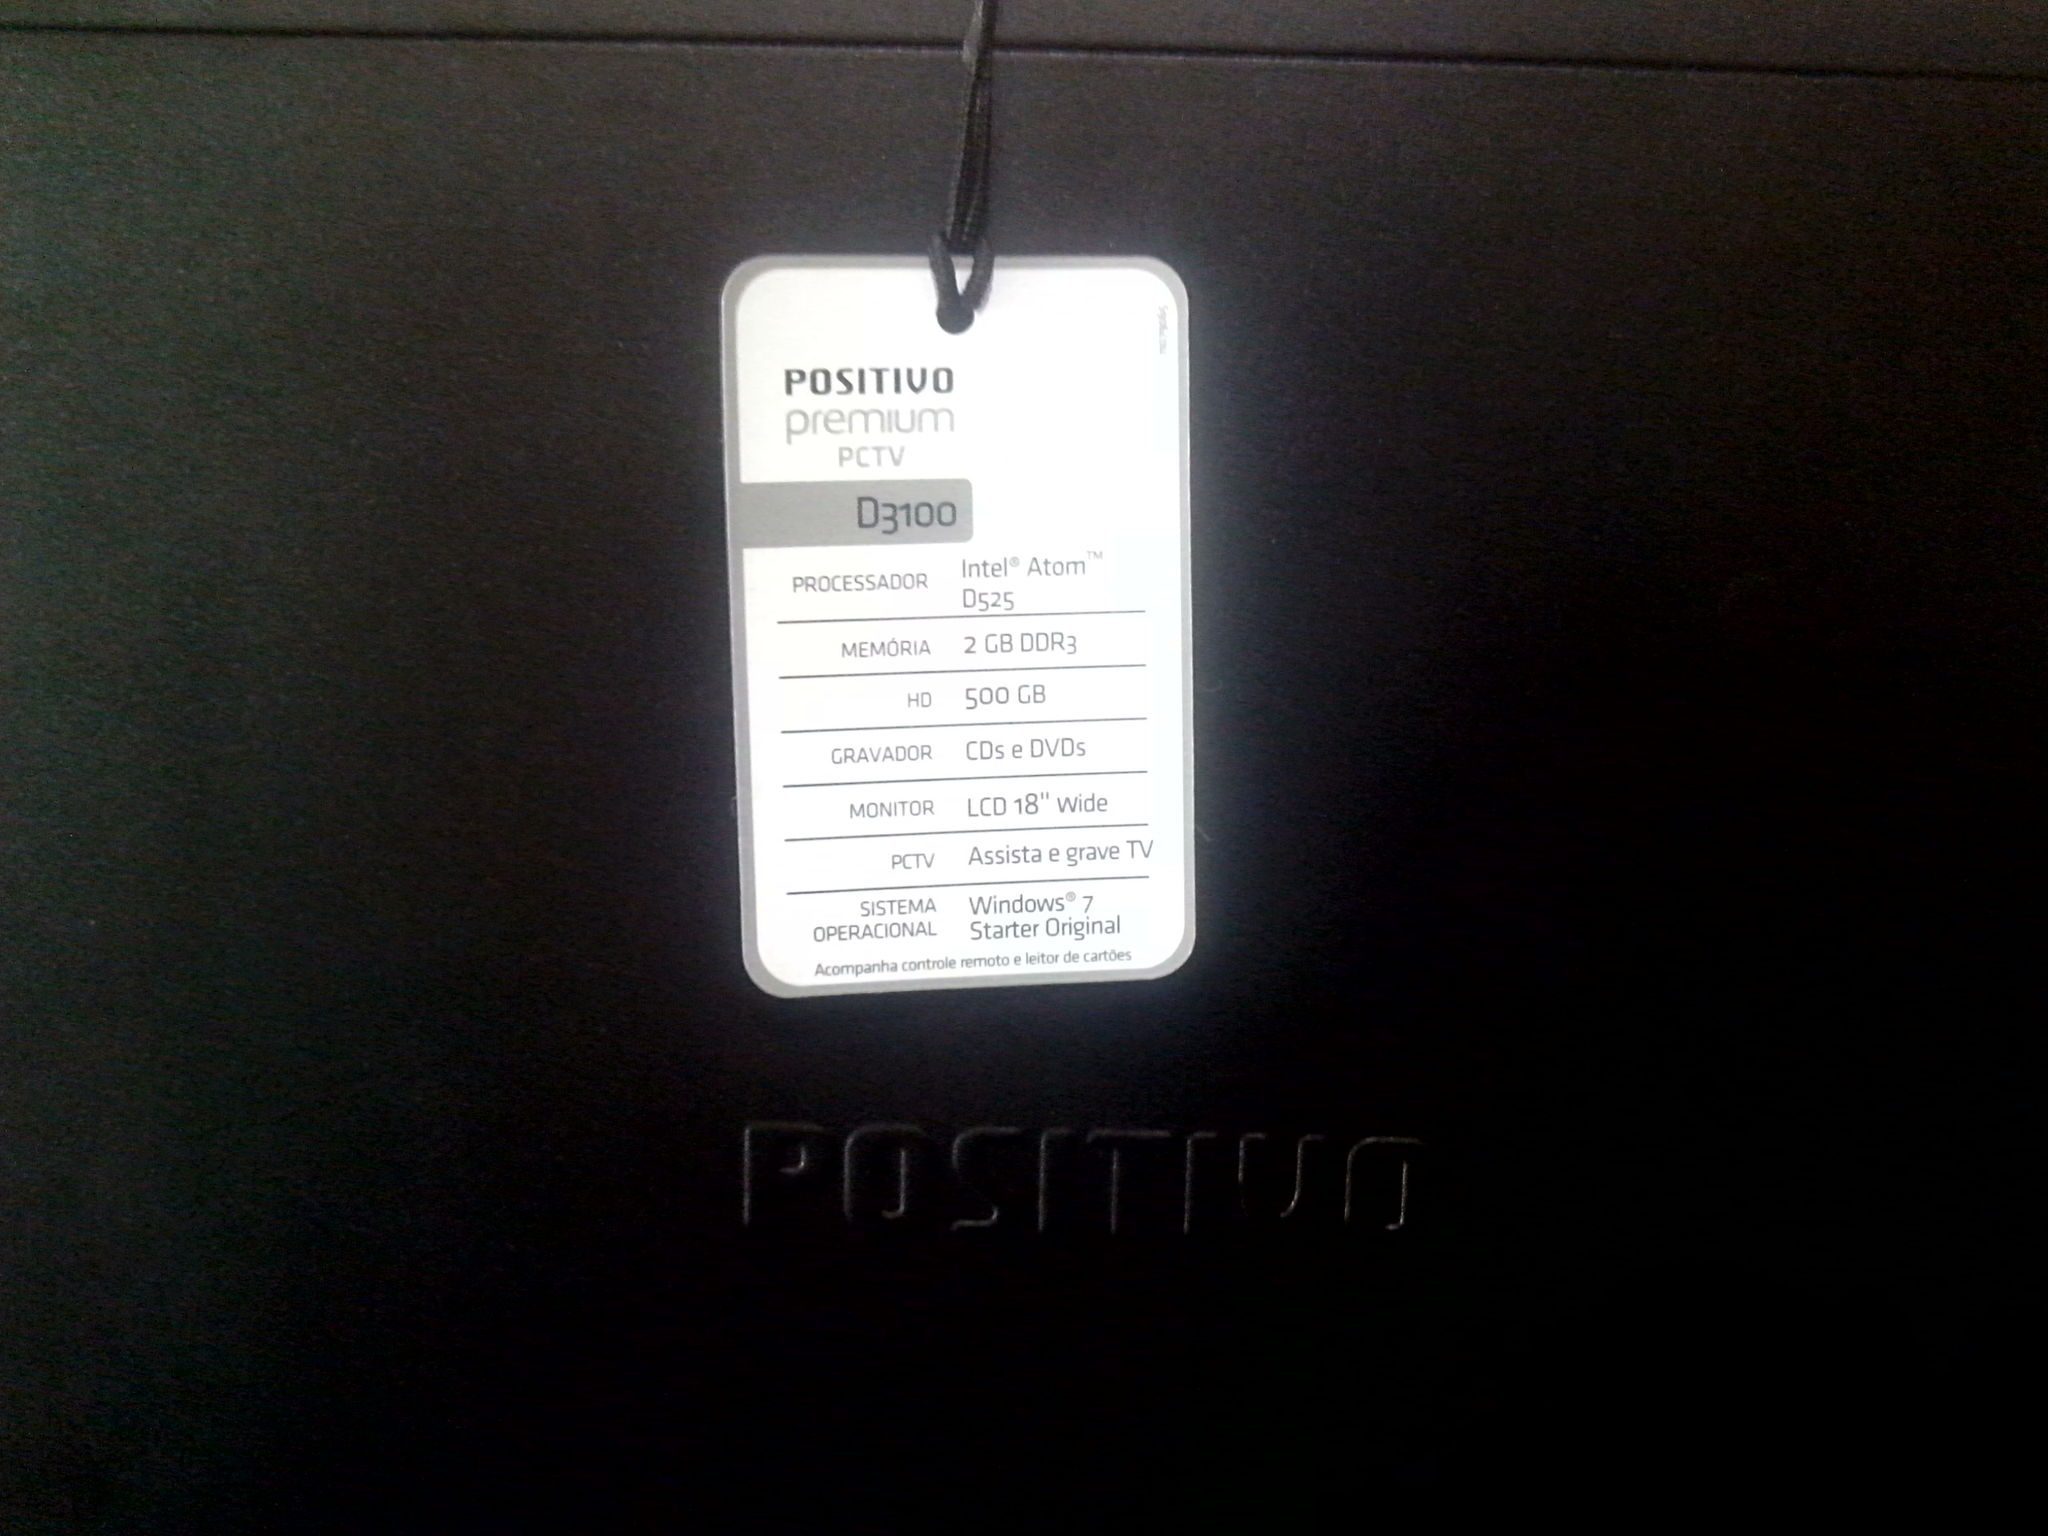 POSITIVO
premium
PCTV
D3100
PROCESSADOR Intel® Atom™
D525
MEMÓRIA 2 GB DDR3
HD 500 GB
GRAVADOR CDs e DVDs
MONITOR LCD 18" Wide
PCTV Assista e grave TV
SISTEMA Windows® 7
OPERACIONAL Starter Original
Acompanha controle remoto e leitor de cartões
POSITIVO